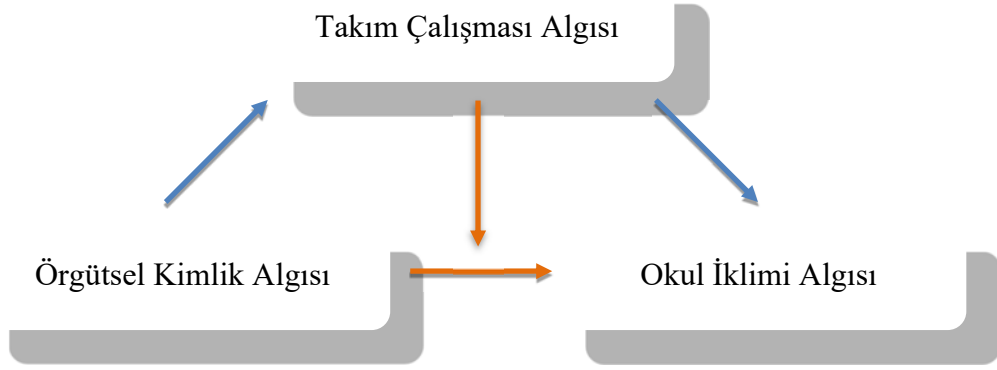 Takım Çalışması Algısı
Örgütsel Kimlik Algısı
Okul İklimi Algısı